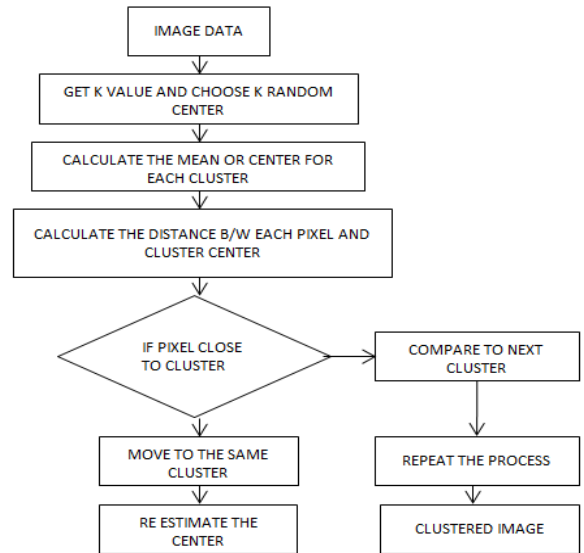 IMAGE DATA
GET K VALUE AND CHOOSE K RANDOM
CENTER
CALCULATE THE MEAN OR CENTER FOR
EACH CLUSTER
CALCULATE THE DISTANCE B/W EACH PIXEL AND
CLUSTER CENTER
IF PIXEL CLOSE
TO CLUSTER
COMPARE TO NEXT
CLUSTER
MOVE TO THE SAME
CLUSTER
REPEAT THE PROCESS
RE ESTIMATE THE
CENTER
CLUSTERED IMAGE